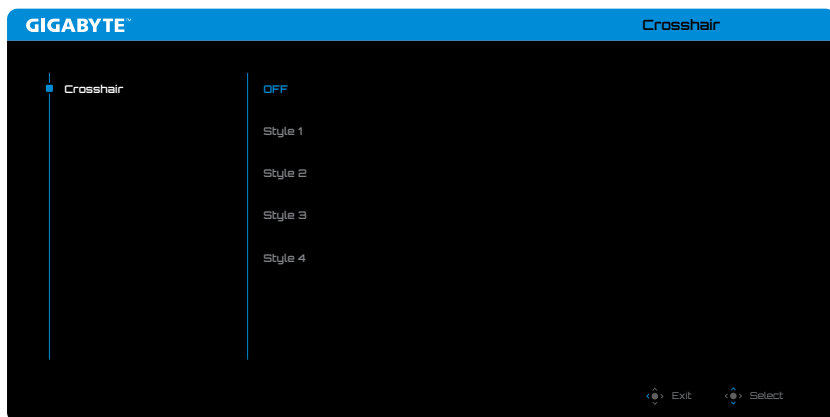 GIGABYTE™
Crosshair
Crosshair
OFF
Style 1
Style 2
Style 3
Style 4
Exit Select